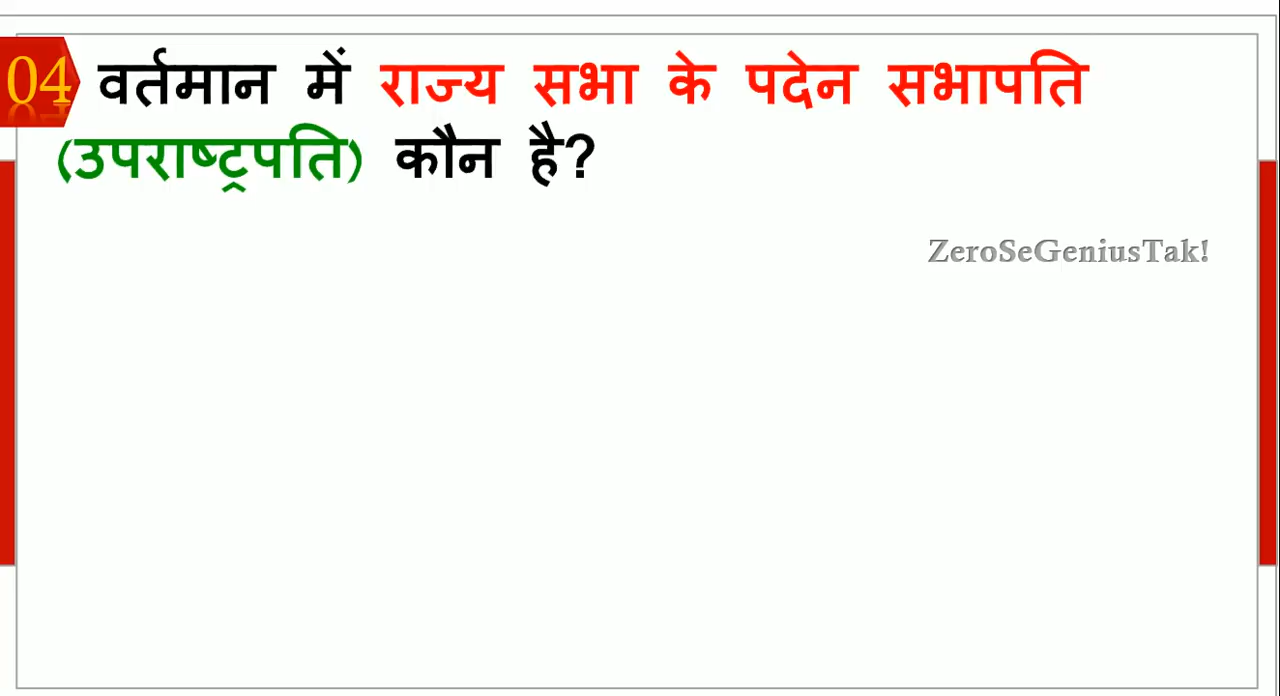 04 वर्तमान में राज्य सभा के पदेन सभापति
(उपराष्ट्रपति) कौन है?
ZeroSeGeniusTak!